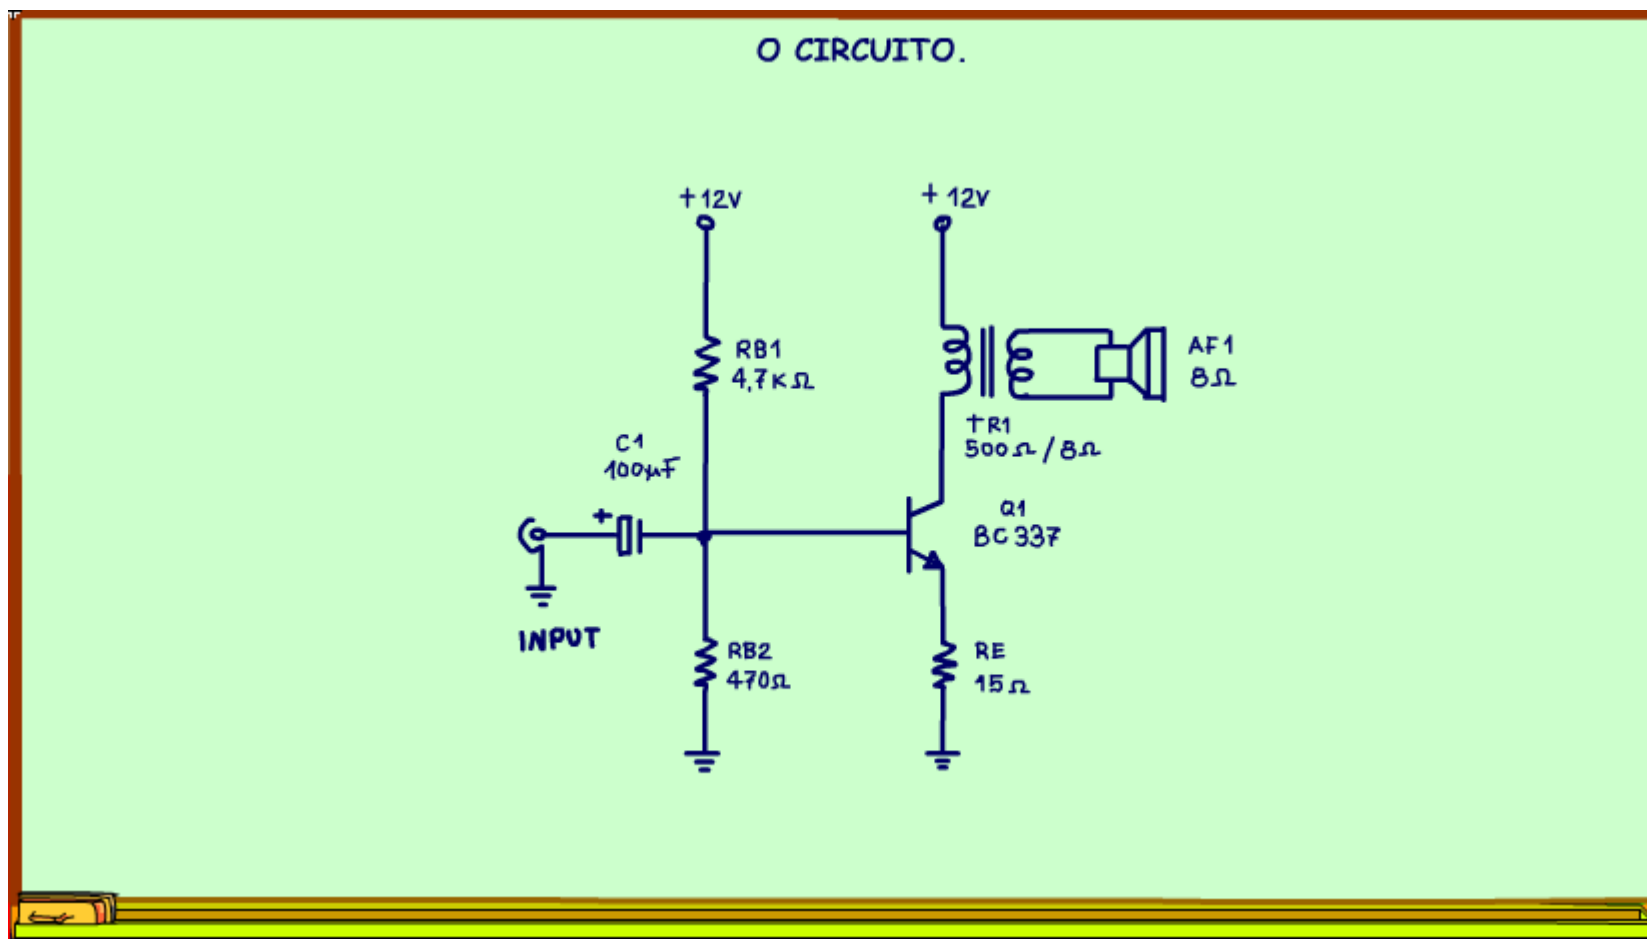 O CIRCUITO.
+12V
+12V
RB1
4,7KΩ
AF1
8Ω
TR1
500Ω/8Ω
C1
100µF
+
Q1
BC337
INPUT
RB2
470Ω
RE
15Ω